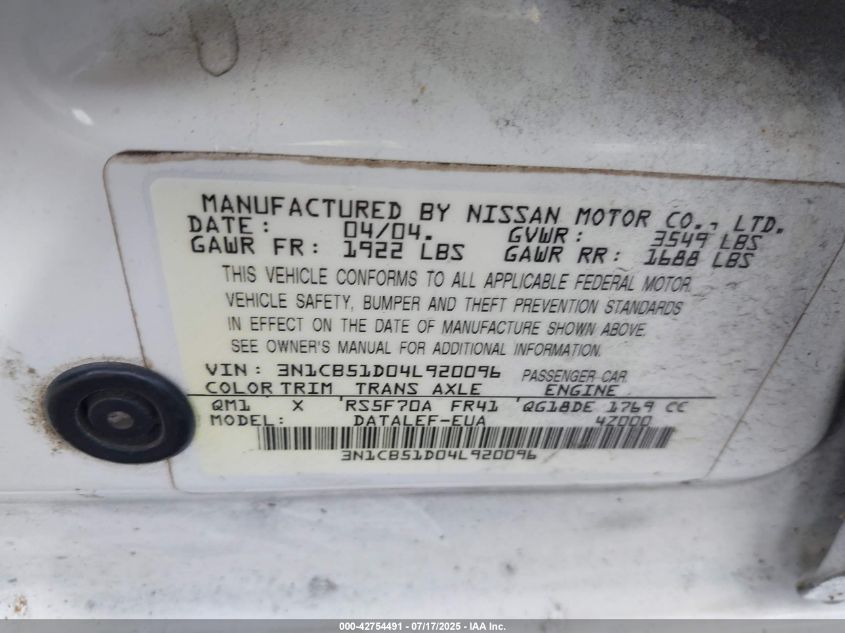 MANUFACTURED BY NISSAN MOTOR CO., LTD.
DATE: 04/04. GVWR: 3549 LBS
GAWR FR: 1922 LBS GAWR RR: 1688 LBS
THIS VEHICLE CONFORMS TO ALL APPLICABLE FEDERAL MOTOR
VEHICLE SAFETY, BUMPER AND THEFT PREVENTION STANDARDS
IN EFFECT ON THE DATE OF MANUFACTURE SHOWN ABOVE.
SEE OWNER'S MANUAL FOR ADDITIONAL INFORMATION.
VIN: 3N1CB51D04L920096 PASSENGER CAR
COLOR TRIM TRANS AXLE ENGINE
QM1 X RS5F70A FR41 QG18DE 1769 CC
MODEL: DATALEF-EUA 4Z000
3N1CB51D04L920096
000-42754491 - 07/17/2025 - IAA Inc.